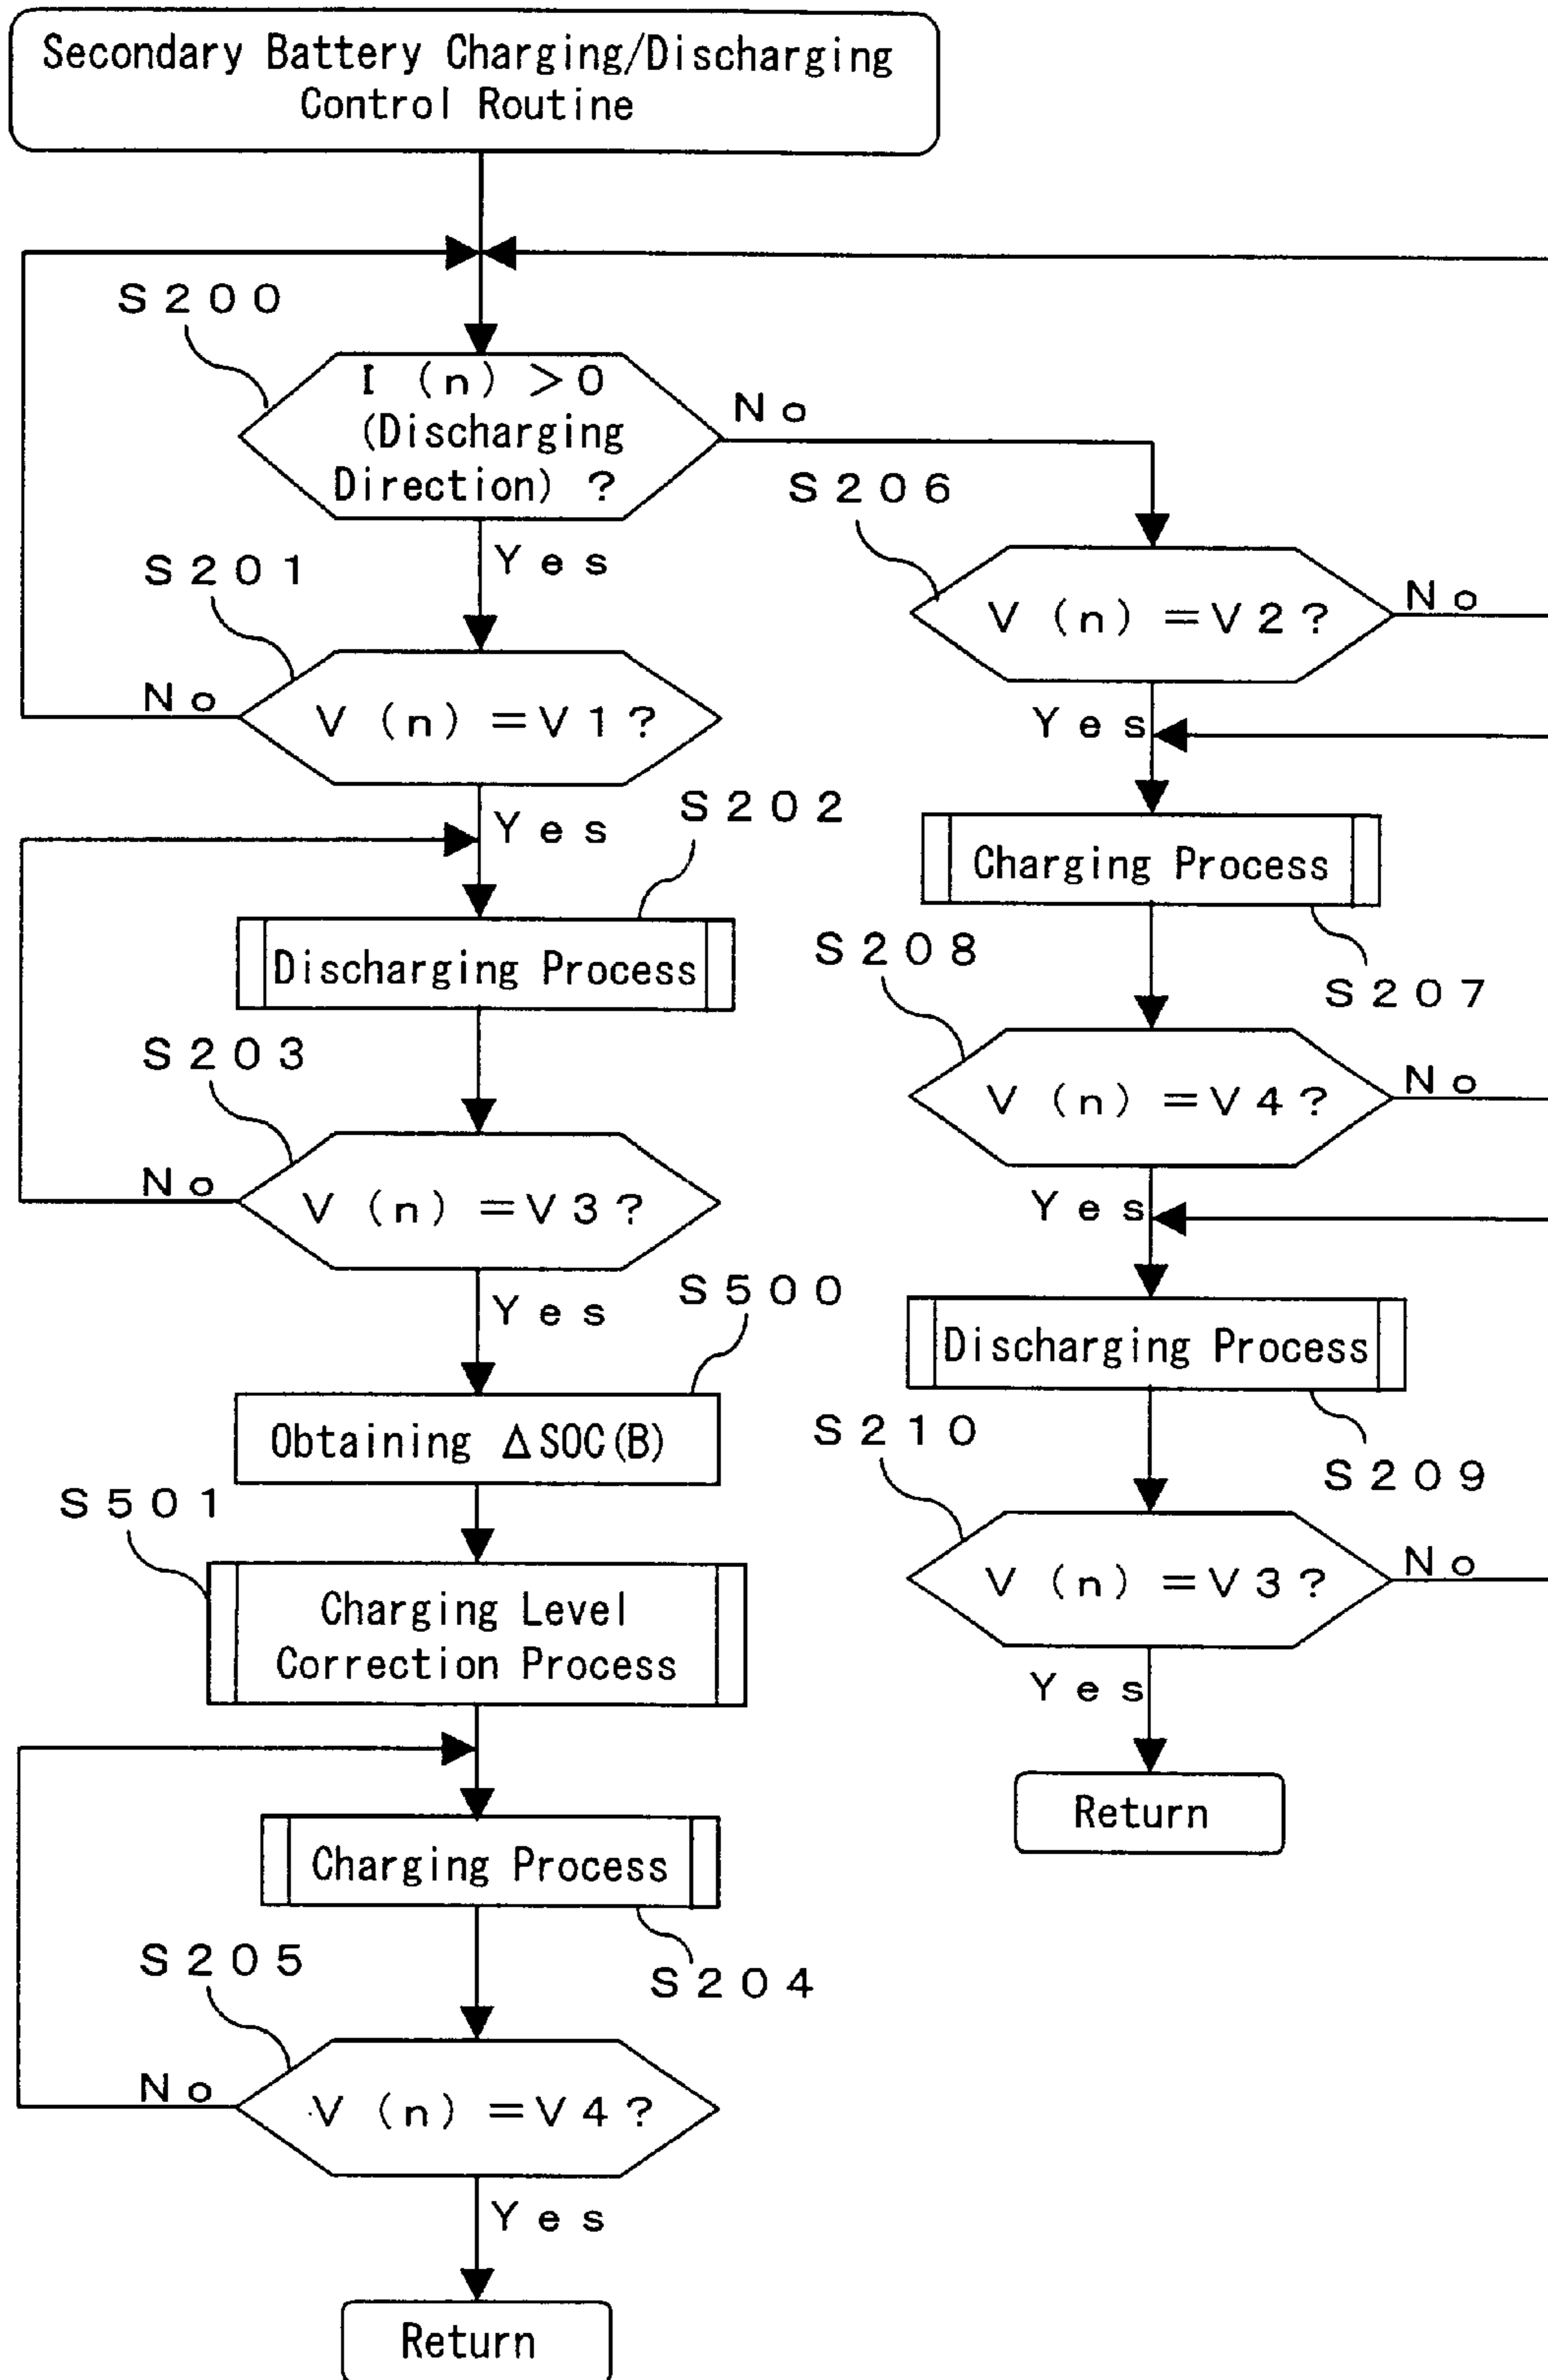 Secondary Battery Charging/Discharging
Control Routine
S200
I (n) >0
(Discharging
Direction) ?
No
Yes
S201
V (n) =V1?
No
Yes
S202
Discharging Process
S203
V (n) =V3?
No
Yes
S500
Obtaining ΔSOC(B)
S501
Charging Level
Correction Process
Charging Process
S204
S205
V (n) =V4?
No
Yes
Return
S206
V (n) =V2?
No
Yes
Charging Process
S207
S208
V (n) =V4?
No
Yes
Discharging Process
S209
S210
V (n) =V3?
No
Yes
Return